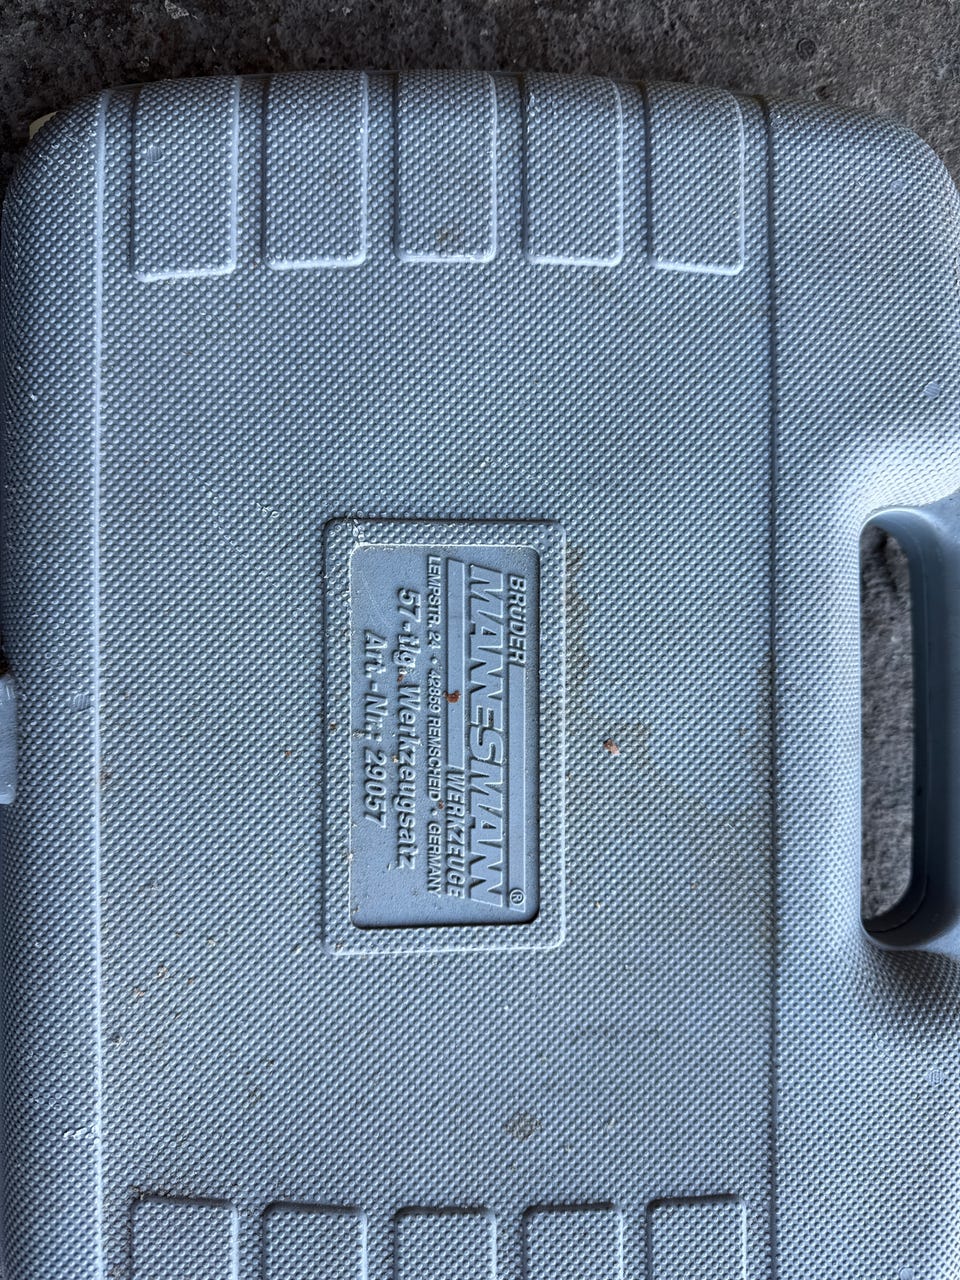 BRÜDER
MANNESMANN®
WERKZEUGE
LEMPSTR. 24 • 42859 REMSCHEID • GERMANY
57-tlg. Werkzeugsatz
Art.-Nr.: 29057